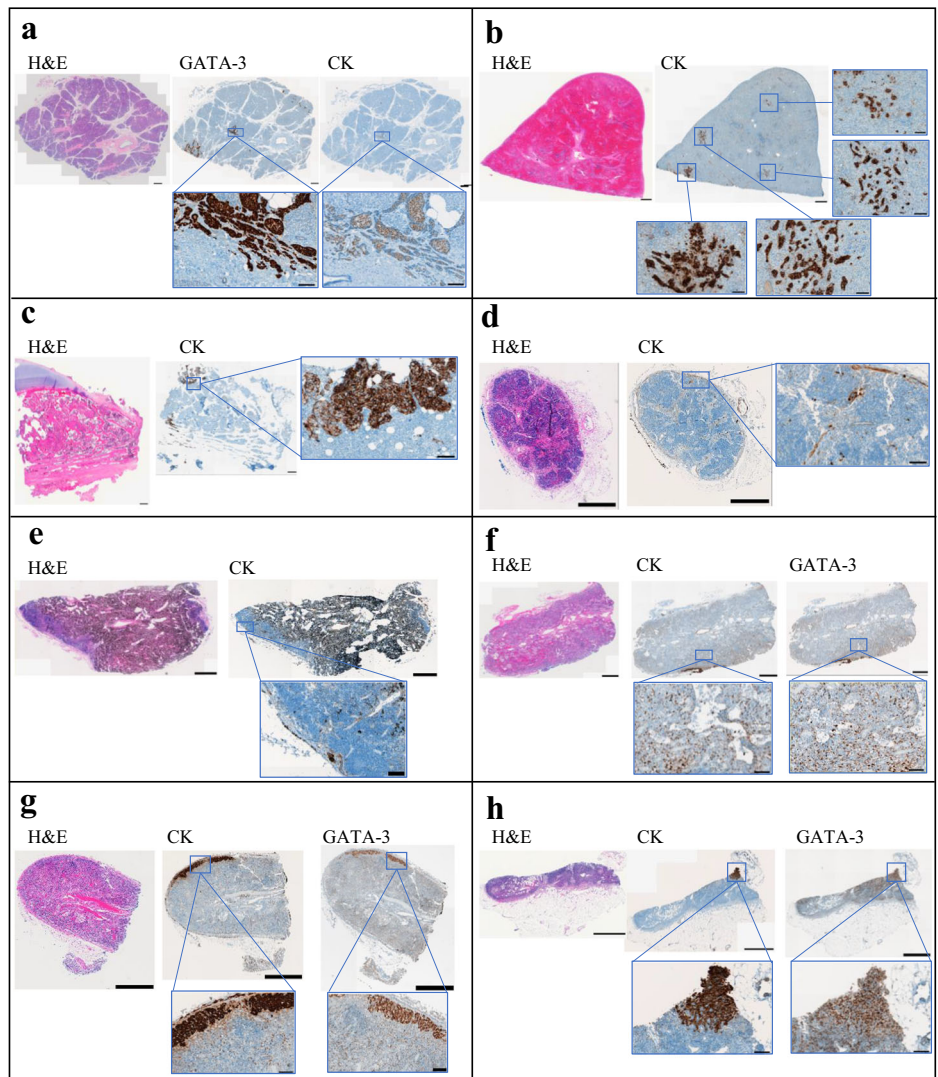 a
H&E GATA-3 CK
b
H&E CK
c
H&E CK
d
H&E CK
e
H&E CK
f
H&E CK GATA-3
g
H&E CK GATA-3
h
H&E CK GATA-3